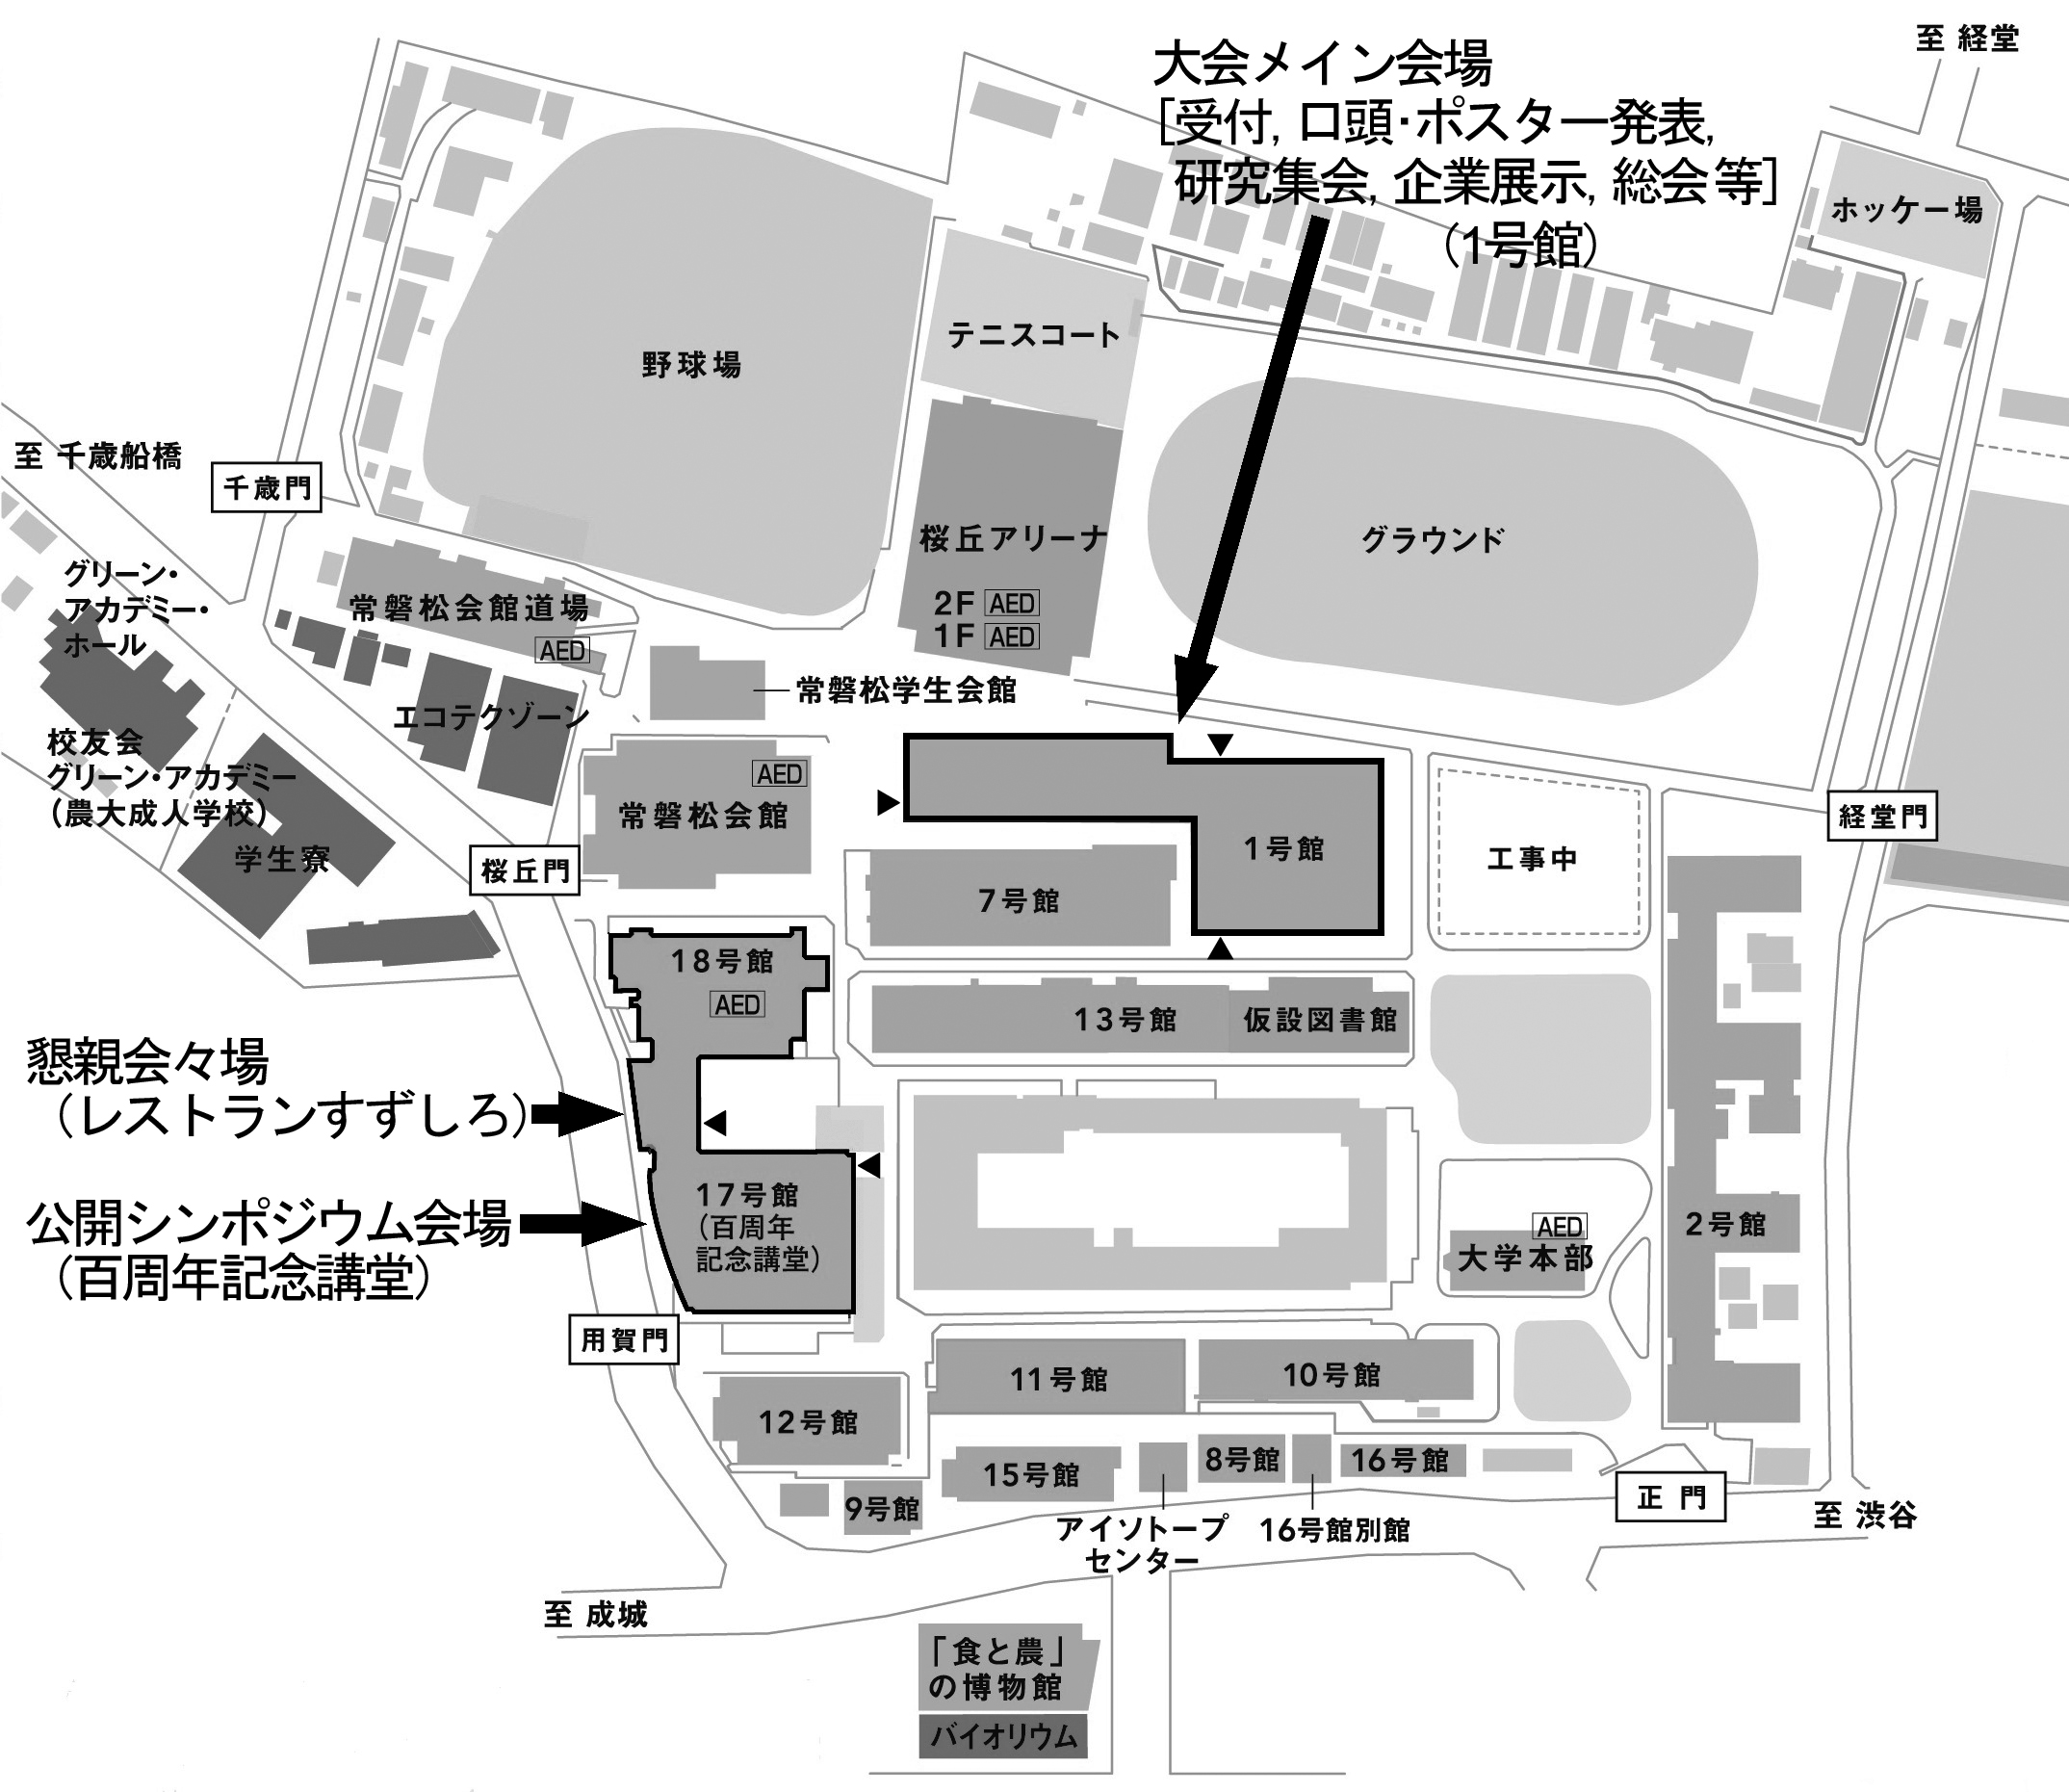 至 経堂
大会メイン会場
[受付, 口頭･ポスター発表,
研究集会, 企業展示, 総会等]
(1号館)
ホッケー場
テニスコート
野球場
至 千歳船橋
千歳門
桜丘アリーナ
グラウンド
2F AED
1F AED
グリーン・
アカデミー・
ホール
常磐松会館道場
AED
常磐松学生会館
エコテクゾーン
校友会
グリーン・アカデミー
(農大成人学校)
学生寮
AED
常磐松会館
桜丘門
1号館
工事中
経堂門
7号館
18号館
AED
13号館
仮設図書館
懇親会々場
(レストランすずしろ)
公開シンポジウム会場
(百周年記念講堂)
17号館
(百周年
記念講堂)
AED
大学本部
2号館
用賀門
11号館
10号館
12号館
15号館
8号館
16号館
9号館
正門
アイソトープ
センター
16号館別館
至 渋谷
至 成城
「食と農」
の博物館
バイオリウム